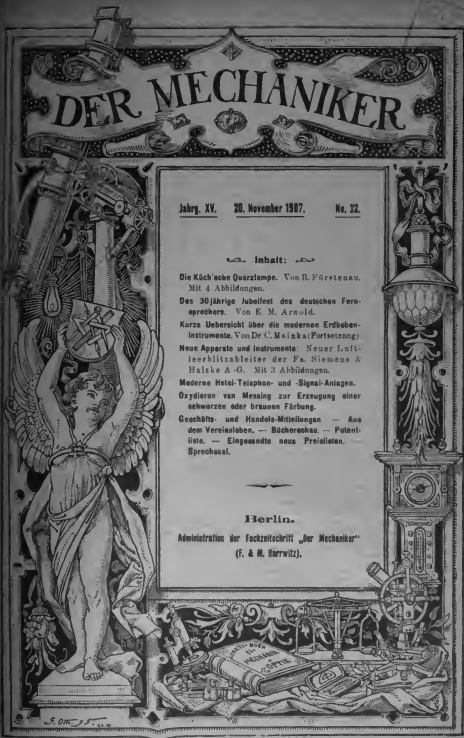 DER MECHANIKER
Jahrg. XV. 20. November 1907. No. 22.
Inhalt:
Die Küch'sche Quarzlampe. Von R. Fürstenau.
Mit 4 Abbildungen.
Das 30jährige Jubelfest des deutschen Fern-
sprechers. Von E. M. Arnold.
Kurze Uebersicht über die modernen Erdbeben-
instrumente. Von Dr. C. Mainka (Fortsetzung)
Neue Apparate und Instrumente: Neuer Luft-
leerblitzableiter der Fa. Siemens &
Halske A.-G. Mit 3 Abbildungen.
Moderne Hotel-Telephon- und -Signal-Anlagen.
Oxydieren von Messing zur Erzeugung einer
schwarzen oder braunen Färbung.
Geschäfts- und Handels-Mitteilungen — Aus
dem Vereinsleben. — Bücherschau. — Patent-
liste. — Eingesandte neue Preislisten. —
Sprechsaal.
Berlin.
Administration der Fachzeitschrift „Der Mechaniker“
(F. & M. Harrwitz).
MECHANIK
OPTIK